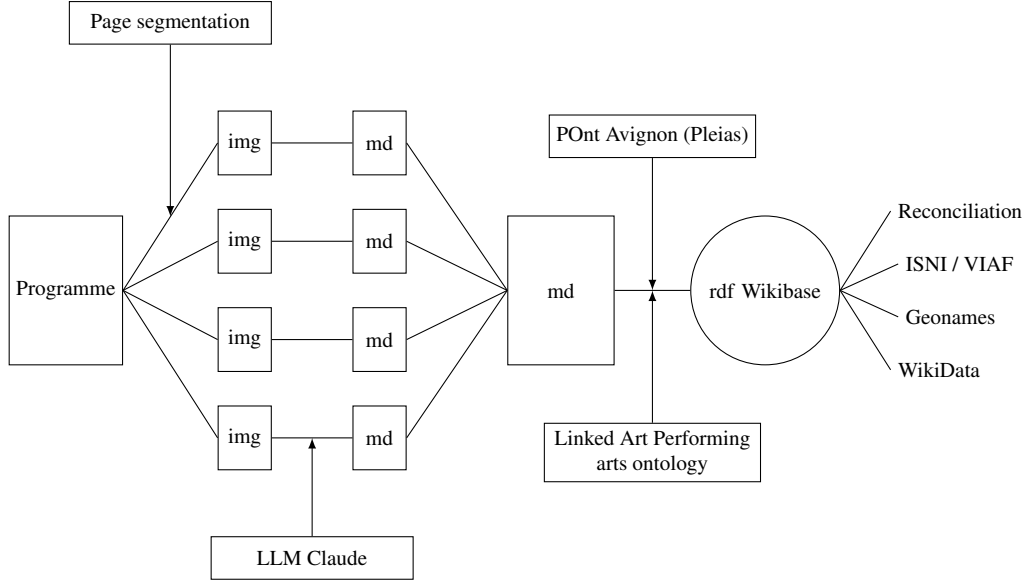 Page segmentation
img
md
POnt Avignon (Pleias)
img
md
Programme
md
rdf Wikibase
Reconciliation
ISNI / VIAF
Geonames
WikiData
img
md
img
md
Linked Art Performing
arts ontology
LLM Claude